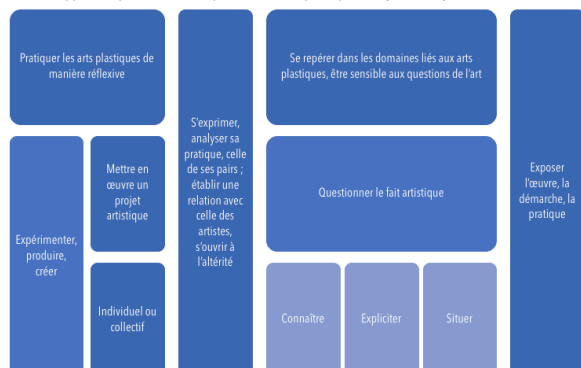 Pratiquer les arts plastiques de
manière réflexive
Expérimenter,
produire,
créer
Mettre en
œuvre un
projet
artistique
Individuel ou
collectif
S'exprimer,
analyser sa
pratique, celle
de ses pairs ;
établir une
relation avec
celle des
artistes,
s'ouvrir à
l'altérité
Se repérer dans les domaines liés aux arts
plastiques, être sensible aux questions de l'art
Questionner le fait artistique
Connaître
Expliciter
Situer
Exposer
l'œuvre, la
démarche, la
pratique